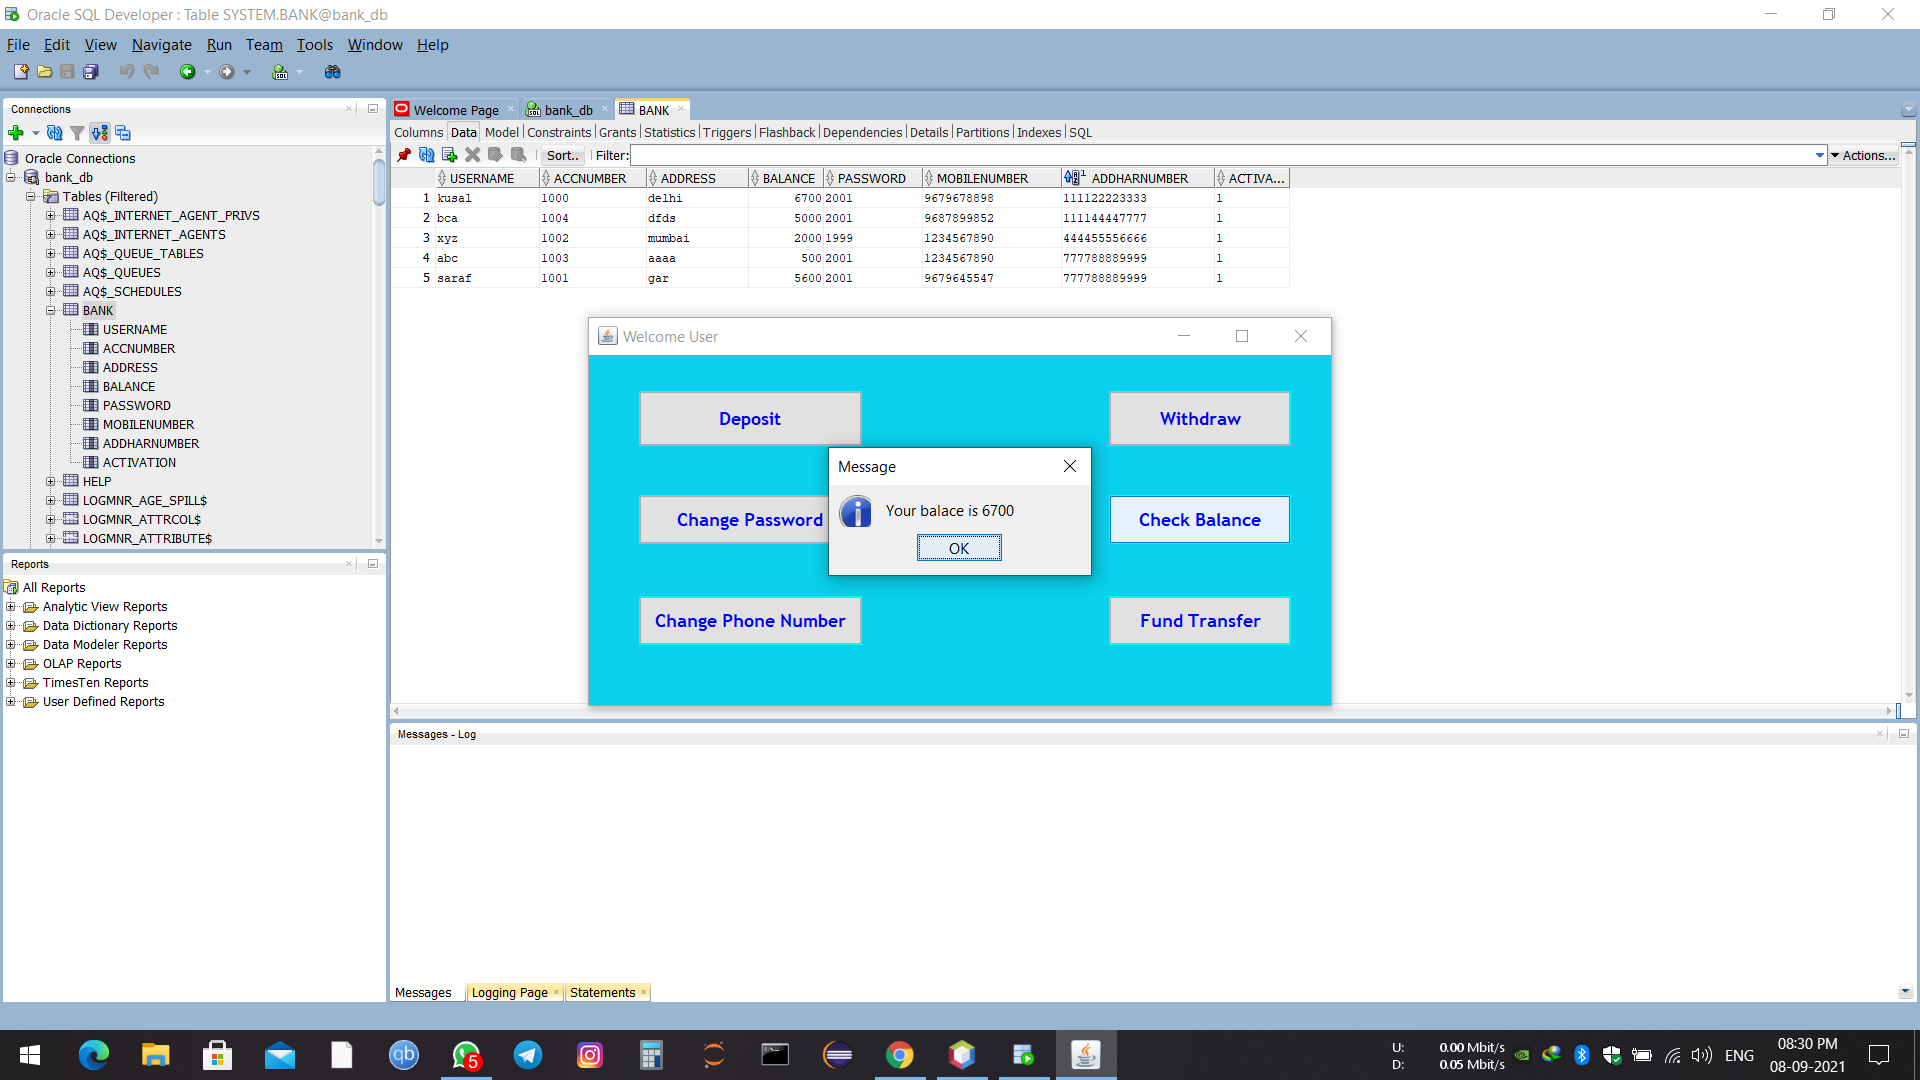 Oracle SQL Developer : Table SYSTEM.BANK@bank_db
File Edit View Navigate Run Team Tools Window Help
Connections
Oracle Connections
bank_db
Tables (Filtered)
AQ$_INTERNET_AGENT_PRIVS
AQ$_INTERNET_AGENTS
AQ$_QUEUE_TABLES
AQ$_QUEUES
AQ$_SCHEDULES
BANK
USERNAME
ACCNUMBER
ADDRESS
BALANCE
PASSWORD
MOBILENUMBER
ADDHARNUMBER
ACTIVATION
HELP
LOGMNR_AGE_SPILL$
LOGMNR_ATTRCOL$
LOGMNR_ATTRIBUTE$
Reports
All Reports
Analytic View Reports
Data Dictionary Reports
Data Modeler Reports
OLAP Reports
TimesTen Reports
User Defined Reports
Welcome Page bank_db BANK
Columns Data Model Constraints Grants Statistics Triggers Flashback Dependencies Details Partitions Indexes SQL
Sort.. Filter: Actions...
USERNAME ACCNUMBER ADDRESS BALANCE PASSWORD MOBILENUMBER ADDHARNUMBER ACTIVA...
1 kusal 1000 delhi 6700 2001 9679678898 111122223333 1
2 bca 1004 dfds 5000 2001 9687899852 111144447777 1
3 xyz 1002 mumbai 2000 1999 1234567890 444455556666 1
4 abc 1003 aaaa 500 2001 1234567890 777788889999 1
5 saraf 1001 gar 5600 2001 9679645547 777788889999 1
Welcome User
Deposit Withdraw
Change Password Check Balance
Change Phone Number Fund Transfer
Message
Your balace is 6700
OK
Messages - Log
Messages Logging Page Statements
qb
5
U: 0.00 Mbit/s
D: 0.05 Mbit/s
ENG
08:30 PM
08-09-2021